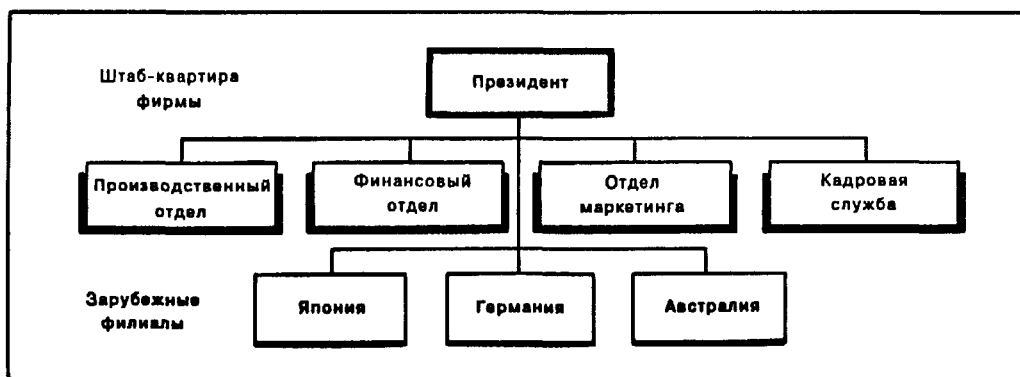 Штаб-квартира
фирмы
Президент
Производственный
отдел
Финансовый
отдел
Отдел
маркетинга
Кадровая
служба
Зарубежные
филиалы
Япония
Германия
Австралия